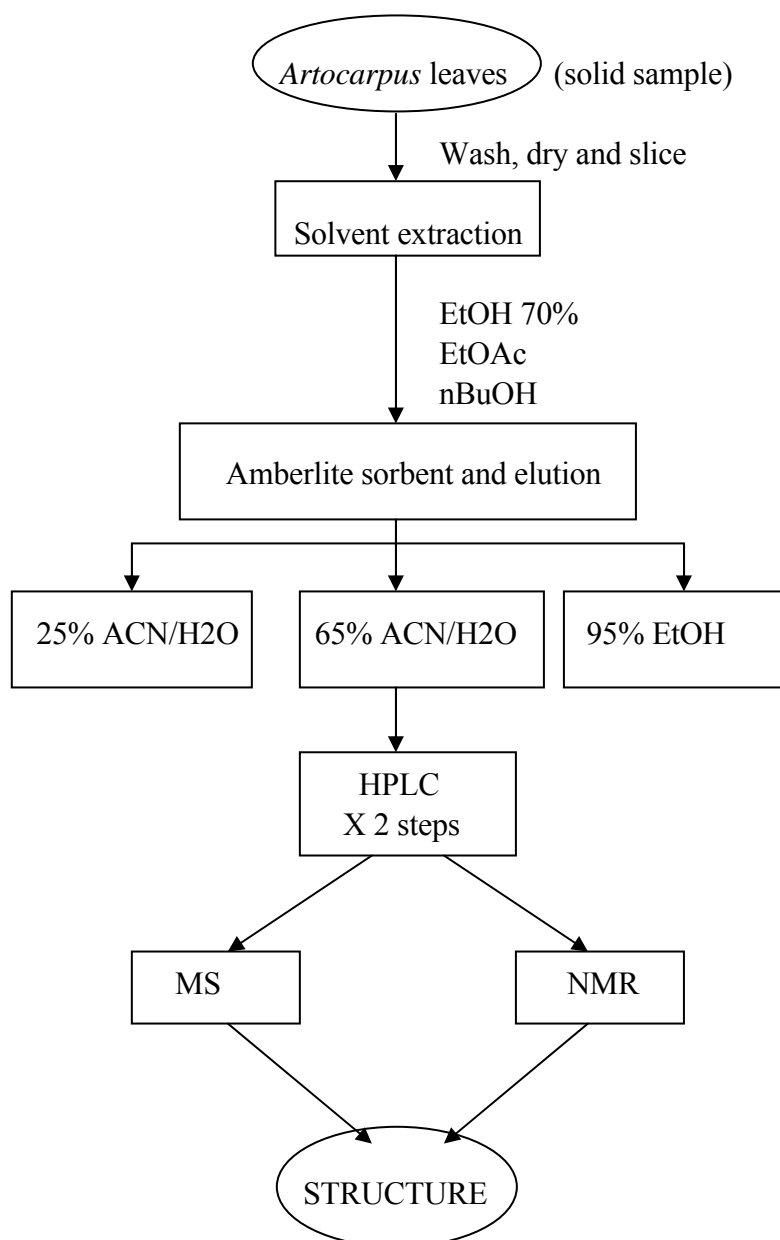 Artocarpus leaves (solid sample)
Wash, dry and slice
Solvent extraction
EtOH 70%
EtOAc
nBuOH
Amberlite sorbent and elution
25% ACN/H2O
65% ACN/H2O
95% EtOH
HPLC
X 2 steps
MS
NMR
STRUCTURE